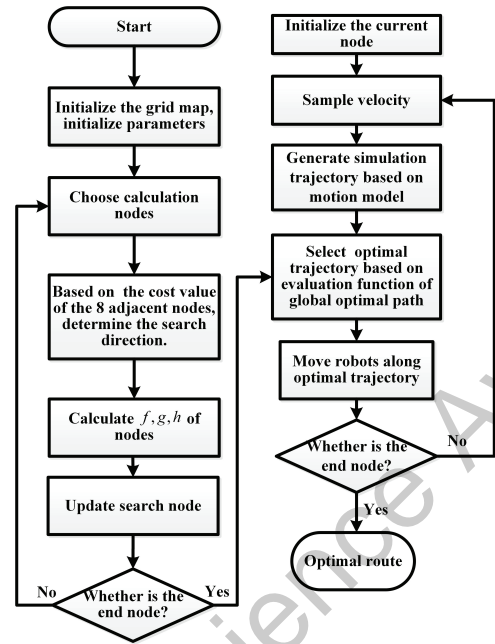 Start
Initialize the grid map,
initialize parameters
Choose calculation
nodes
Based on the cost value
of the 8 adjacent nodes,
determine the search
direction.
Calculate f,g,h of
nodes
Update search node
No
Whether is the
end node?
Yes
Initialize the current
node
Sample velocity
Generate simulation
trajectory based on
motion model
Select optimal
trajectory based on
evaluation function of
global optimal path
Move robots along
optimal trajectory
Whether is the
end node?
No
Yes
Optimal route